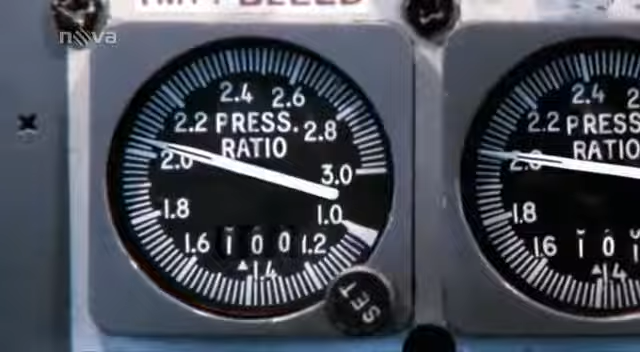 nova
2.4 2.6
2.2 PRESS. 2.8
2.0 RATIO
3.0
1.8 1.0
1.6 1 0 0 1.2
1.4
SET
2.4
2.2 PRESS
2.0 RATIO
1.8
1.6 1 0
1.4